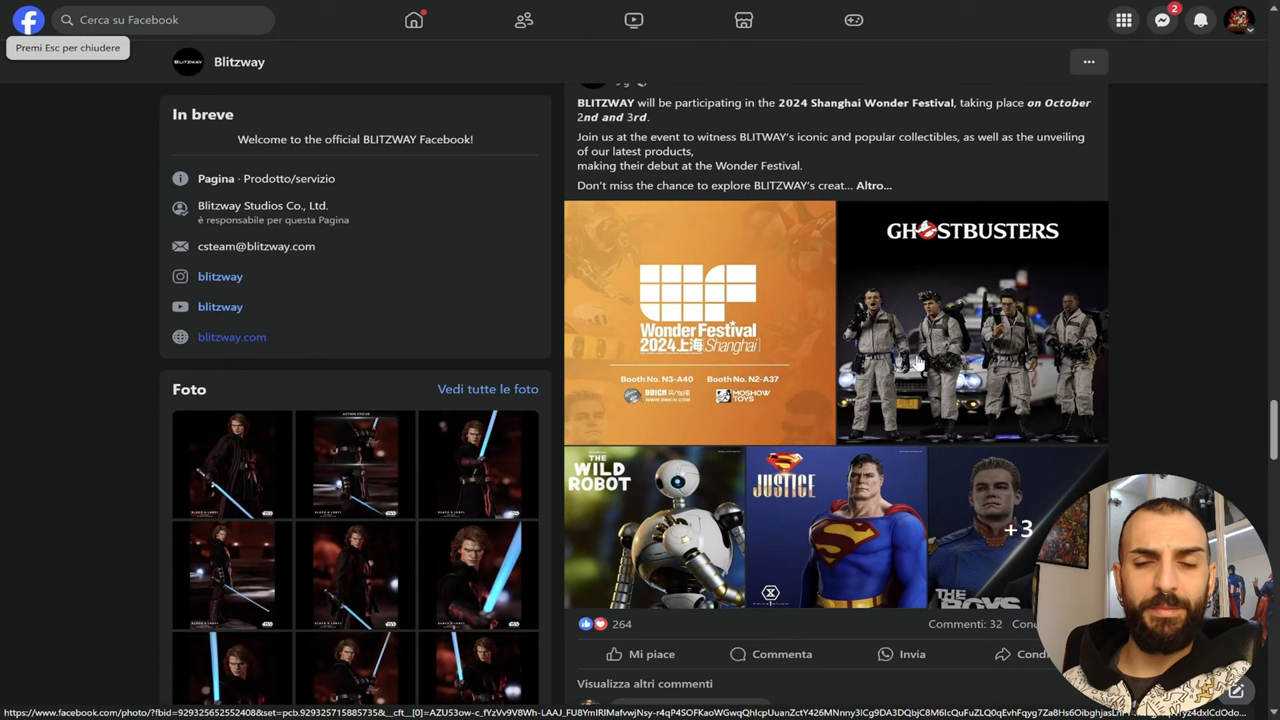 Cerca su Facebook
2
Premi Esc per chiudere
BLITZWAY
Blitzway
In breve
Welcome to the official BLITZWAY Facebook!
Pagina · Prodotto/servizio
Blitzway Studios Co., Ltd.
è responsabile per questa Pagina
csteam@blitzway.com
blitzway
blitzway
blitzway.com
Foto
Vedi tutte le foto
BLITZWAY will be participating in the 2024 Shanghai Wonder Festival, taking place on October
2nd and 3rd.
Join us at the event to witness BLITWAY's iconic and popular collectibles, as well as the unveiling
of our latest products,
making their debut at the Wonder Festival.
Don't miss the chance to explore BLITZWAY's creat... Altro...
Wonder Festival
2024上海[Shanghai]
Booth No. N3-A40 Booth No. N2-A37
MOSHOW
TOYS
GHOSTBUSTERS
THE
WILD
ROBOT
SUPERMAN
JUSTICE
+3
THE
BOYS
264
Commenti: 32
Mi piace
Commenta
Invia
Condi
Visualizza altri commenti